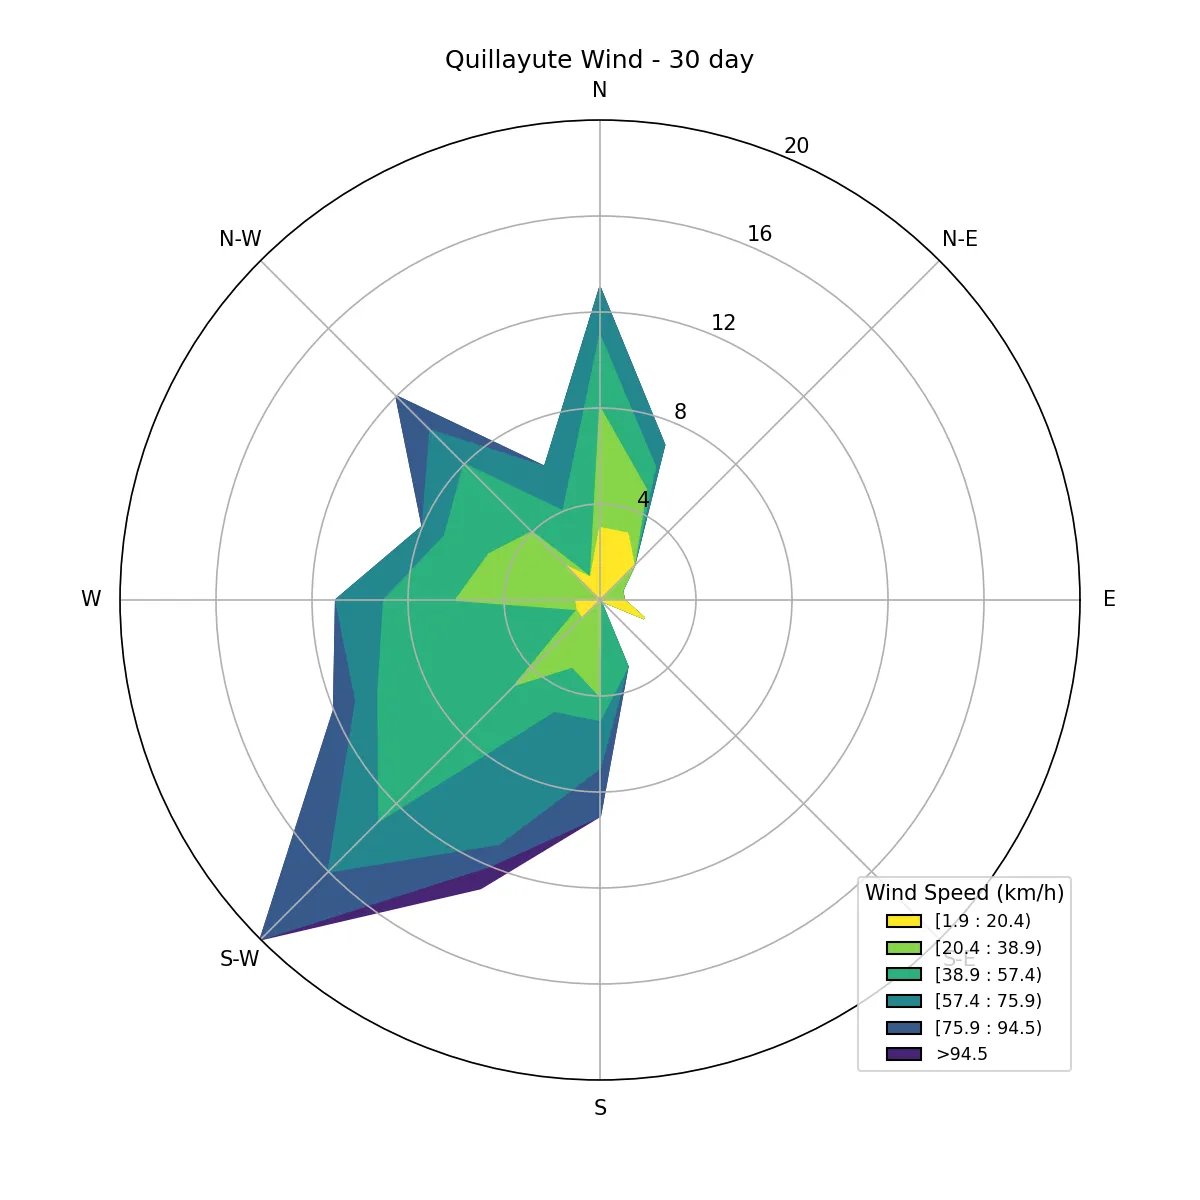 Quillayute Wind - 30 day
N
20
N-W
16
N-E
12
8
4
W
E
S-W
S-E
Wind Speed (km/h)
[1.9 : 20.4)
[20.4 : 38.9)
[38.9 : 57.4)
[57.4 : 75.9)
[75.9 : 94.5)
>94.5
S